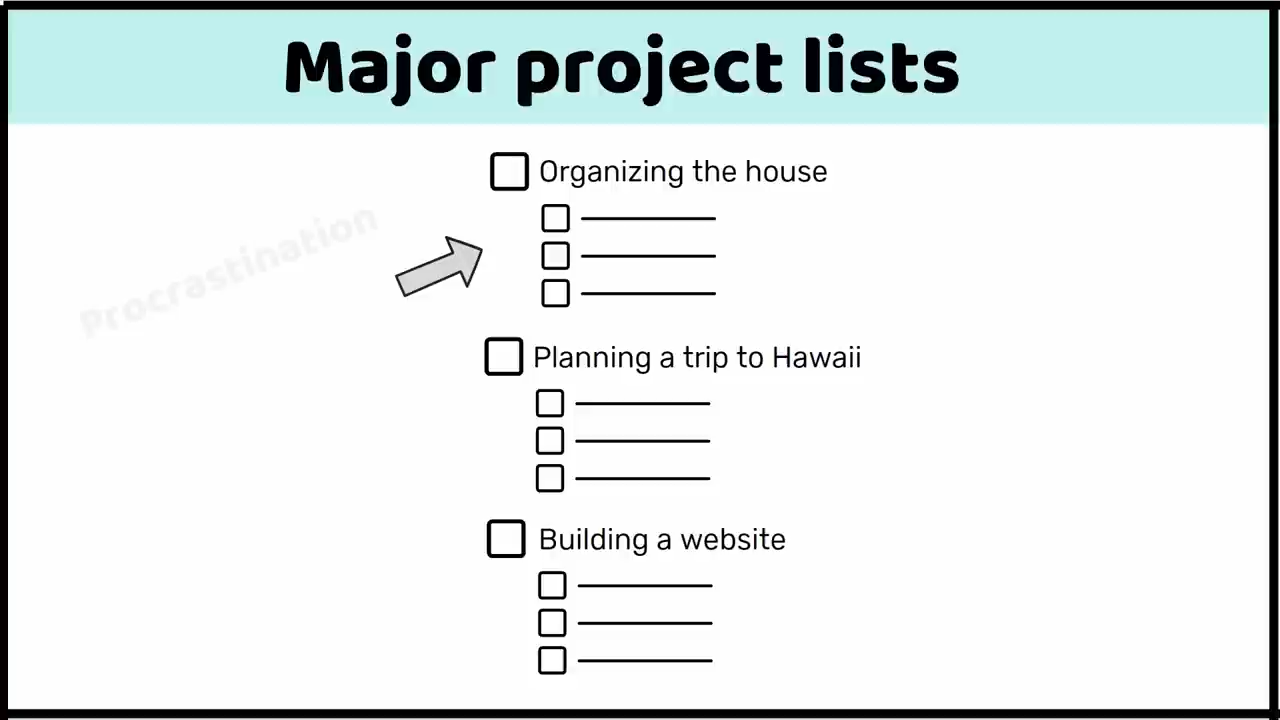 Major project lists
Organizing the house
Procrastination
Planning a trip to Hawaii
Building a website